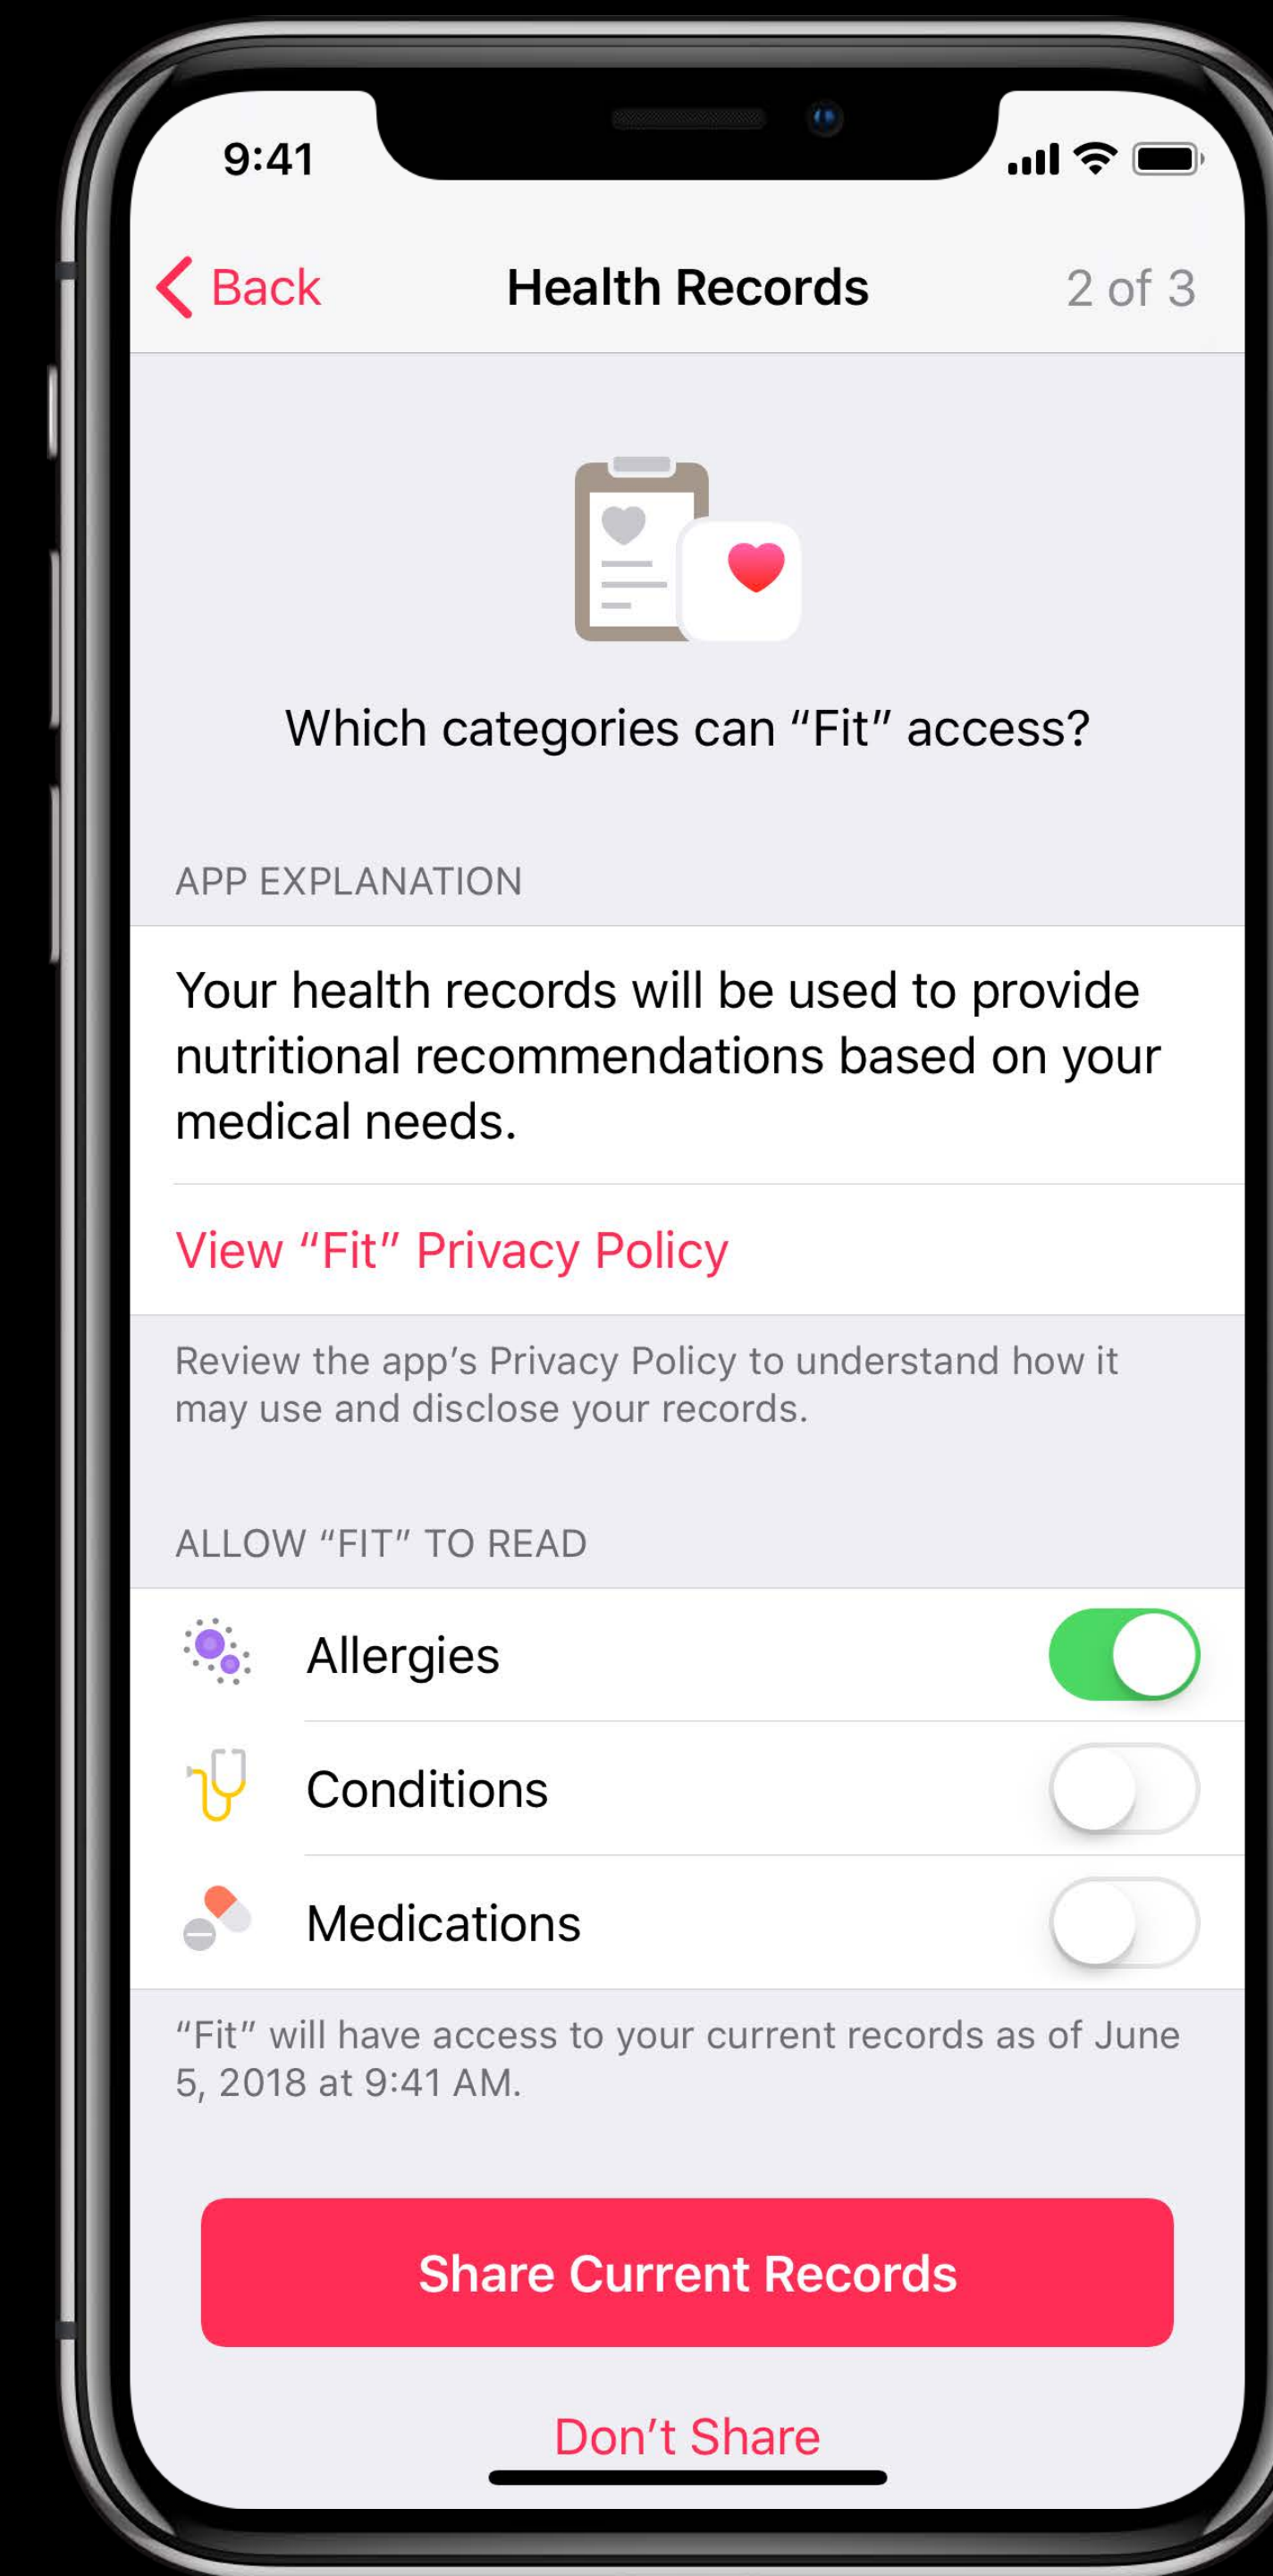 9:41
Back
Health Records
2 of 3
Which categories can “Fit” access?
APP EXPLANATION
Your health records will be used to provide
nutritional recommendations based on your
medical needs.
View “Fit” Privacy Policy
Review the app’s Privacy Policy to understand how it
may use and disclose your records.
ALLOW “FIT” TO READ
Allergies
Conditions
Medications
“Fit” will have access to your current records as of June
5, 2018 at 9:41 AM.
Share Current Records
Don’t Share